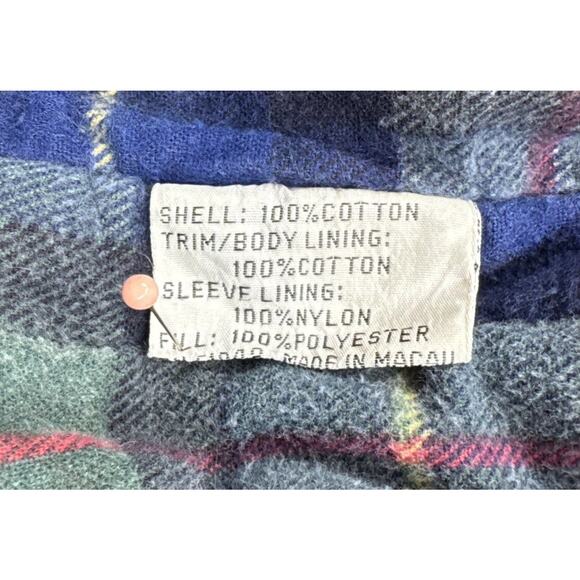 SHELL: 100%COTTON
TRIM/BODY LINING:
100%COTTON
SLEEVE LINING:
100%NYLON
FILL: 100%POLYESTER
MADE IN MACAU